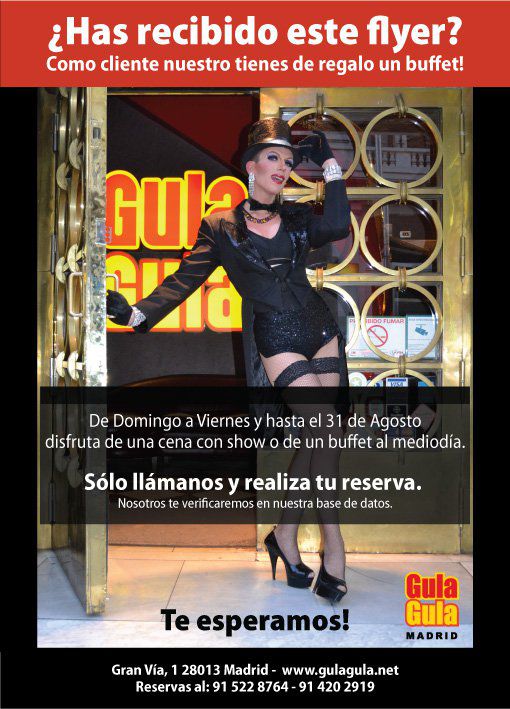 ¿Has recibido este flyer?
Como cliente nuestro tienes de regalo un buffet!
Gula
Gula
PROHIBIDO FUMAR
VISA
De Domingo a Viernes y hasta el 31 de Agosto
disfruta de una cena con show o de un buffet al mediodía.
Sólo llámanos y realiza tu reserva.
Nosotros te verificaremos en nuestra base de datos.
Te esperamos!
Gula
Gula
MADRID
Gran Vía, 1 28013 Madrid - www.gulagula.net
Reservas al: 91 522 8764 - 91 420 2919